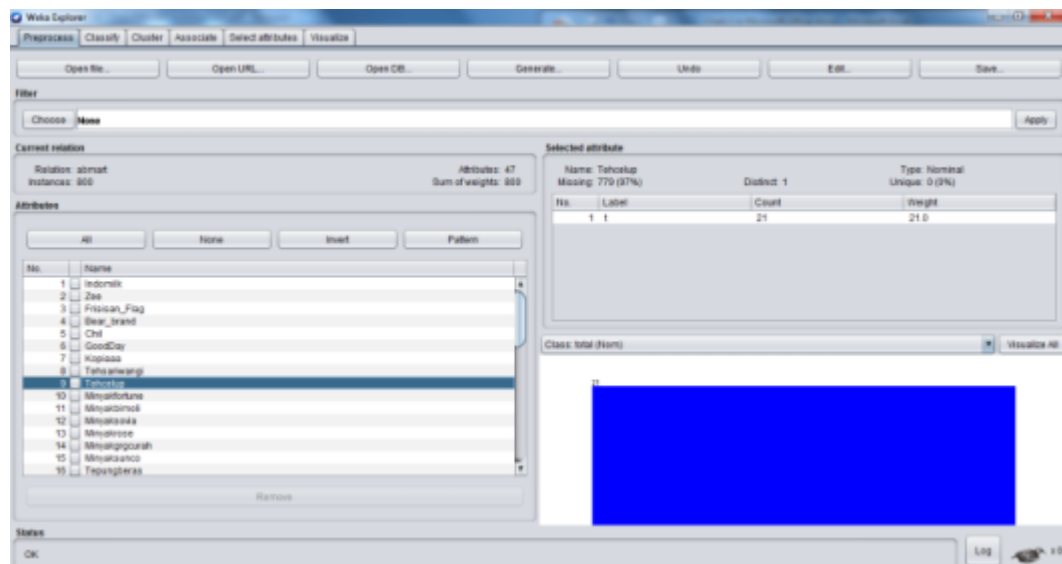 Weka Explorer
Preprocess Classify Cluster Associate Select attributes Visualize
Open file... Open URL... Open DB... Generate... Undo Edit... Save...
Filter
Choose None Apply
Current relation
Relation: abmart Attributes: 47
Instances: 800 Sum of weights: 800
Attributes
All None Invert Pattern
No. Name
1 Indomilk
2 Zee
3 Frisisan_Flag
4 Bear_brand
5 Chil
6 GoodDay
7 Kopiaaa
8 Tehsariwangi
9 Tehcelup
10 Minyakfortune
11 Minyakbimoli
12 Minyaksovia
13 Minyakrose
14 Minyakgrgcurah
15 Minyaksunco
16 Tepungberas
Remove
Selected attribute
Name: Tehcelup Type: Nominal
Missing: 779 (97%) Distinct: 1 Unique: 0 (0%)
No. Label Count Weight
1 t 21 21.0
Class: total (Nom) Visualize All
21
Status
OK Log x 0